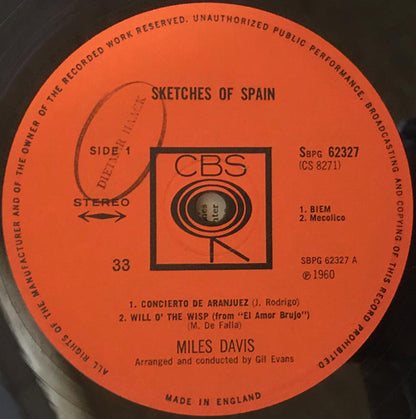 ALL RIGHTS OF THE MANUFACTURER AND OF THE OWNER OF THE RECORDED WORK RESERVED. UNAUTHORIZED PUBLIC PERFORMANCE, BROADCASTING AND COPYING OF THIS RECORD PROHIBITED
SKETCHES OF SPAIN
SIDE 1
DIETMAR
CBS
SBPG 62327
(CS 8271)
STEREO
1. BIEM
2. Mecolico
33
SBPG 62327 A
℗ 1960
1. CONCIERTO DE ARANJUEZ (J. Rodrigo)
2. WILL O' THE WISP (from "El Amor Brujo")
(M. De Falla)
MILES DAVIS
Arranged and conducted by Gil Evans
MADE IN ENGLAND